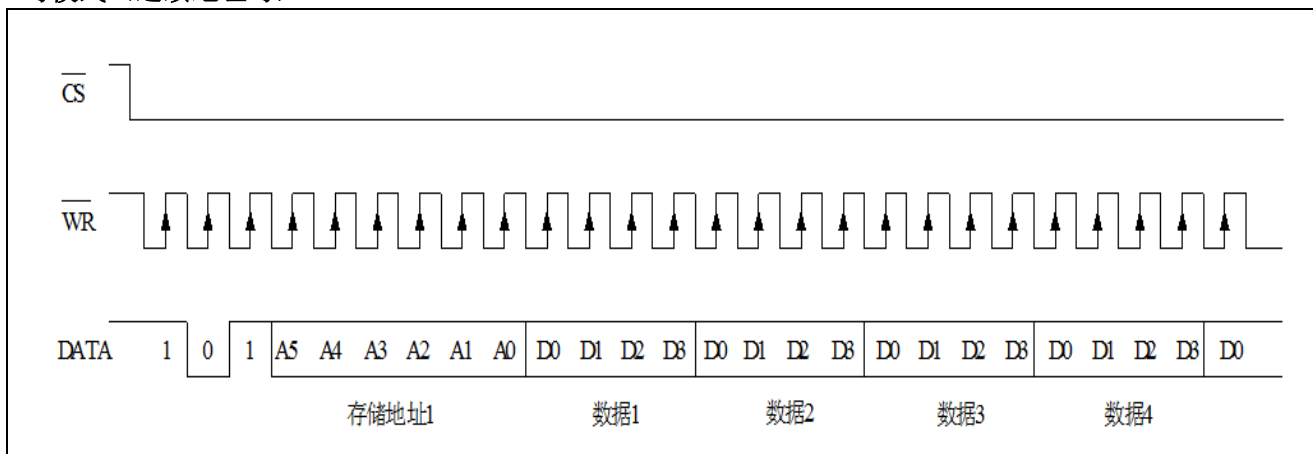 CS
WR
DATA 1 0 1 A5 A4 A3 A2 A1 A0 D0 D1 D2 D3 D0 D1 D2 D3 D0 D1 D2 D3 D0 D1 D2 D3 D0
存储地址1 数据1 数据2 数据3 数据4